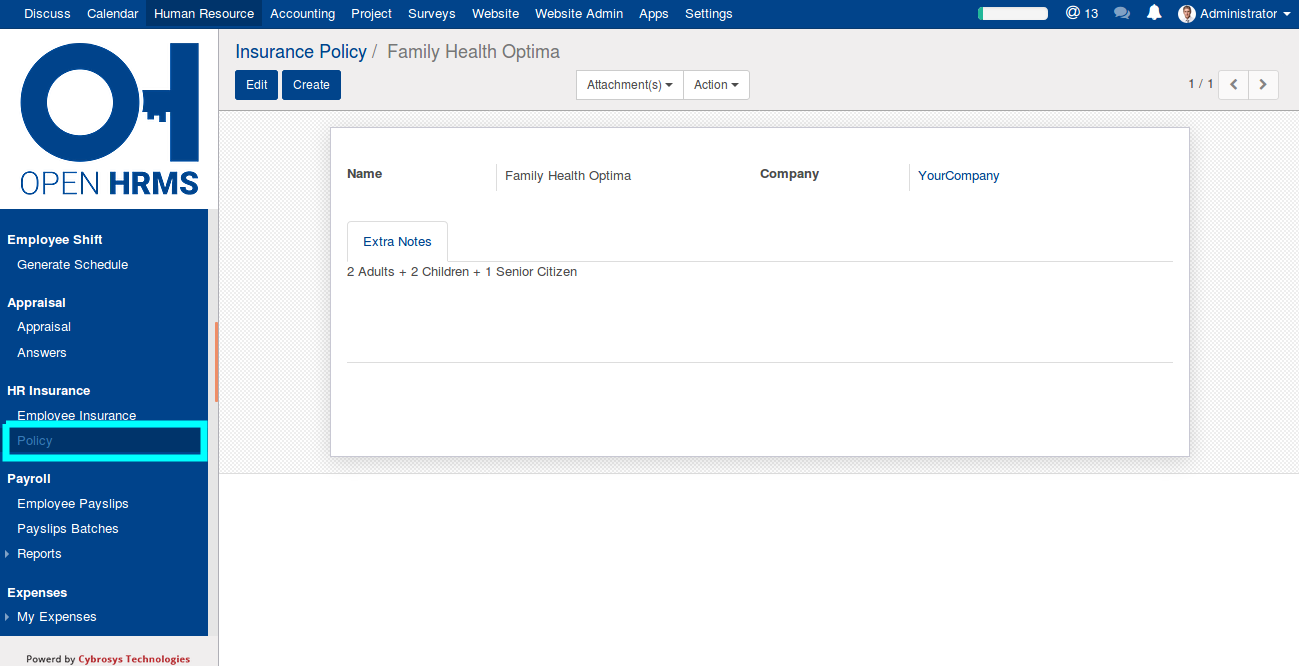 Discuss Calendar Human Resource Accounting Project Surveys Website Website Admin Apps Settings @ 13 Administrator
OPEN HRMS
Insurance Policy / Family Health Optima
Edit Create Attachment(s) Action 1 / 1
Name Family Health Optima Company YourCompany
Extra Notes
2 Adults + 2 Children + 1 Senior Citizen
Employee Shift
Generate Schedule
Appraisal
Appraisal
Answers
HR Insurance
Employee Insurance
Policy
Payroll
Employee Payslips
Payslips Batches
Reports
Expenses
My Expenses
Powerd by Cybrosys Technologies